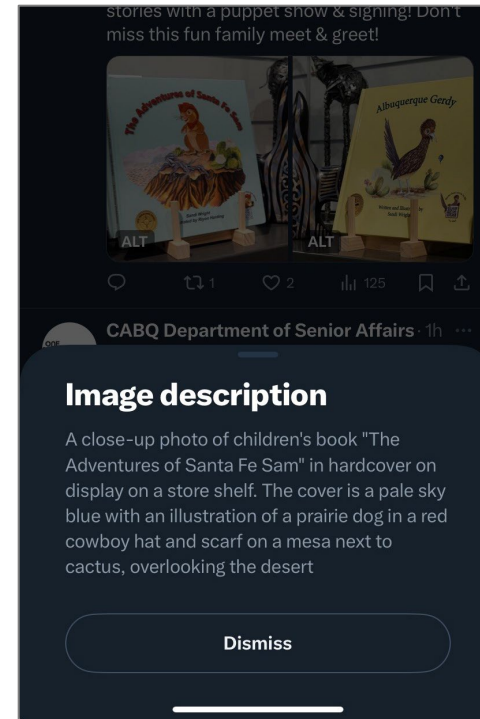 stories with a puppet show & signing! Don't
miss this fun family meet & greet!
The Adventures of Santa Fe Sam
Albuquerque Gerdy
ALT
ALT
1
2
125
CABQ Department of Senior Affairs · 1h
Image description
A close-up photo of children's book "The
Adventures of Santa Fe Sam" in hardcover on
display on a store shelf. The cover is a pale sky
blue with an illustration of a prairie dog in a red
cowboy hat and scarf on a mesa next to
cactus, overlooking the desert
Dismiss